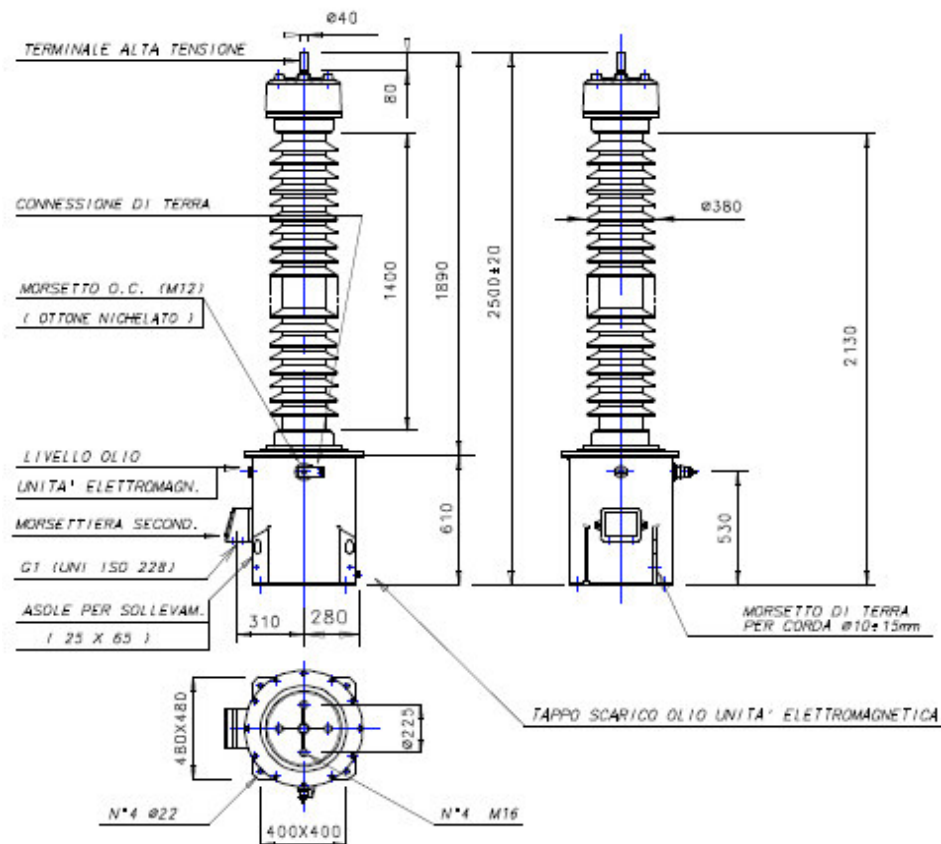 ø40
TERMINALE ALTA TENSIONE
80
CONNESSIONE DI TERRA
ø380
1400
1890
2500±20
2130
MORSETTO O.C. (M12)
( OTTONE NICHELATO )
LIVELLO OLIO
UNITA' ELETTROMAGN.
MORSETTIERA SECOND.
610
530
G1 (UNI ISO 228)
ASOLE PER SOLLEVAM.
( 25 X 65 )
310
280
MORSETTO DI TERRA
PER CORDA ø10÷15mm
480X480
ø225
TAPPO SCARICO OLIO UNITA' ELETTROMAGNETICA
N°4 ø22
N°4 M16
400X400